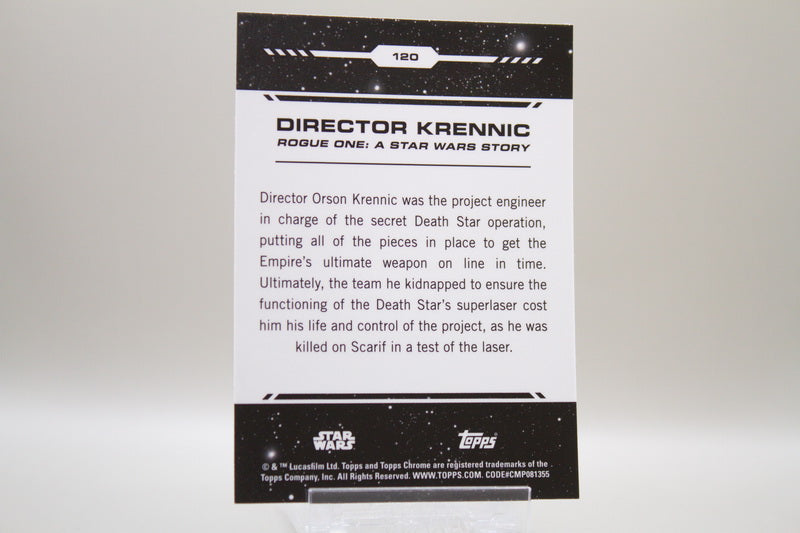 120
DIRECTOR KRENNIC
ROGUE ONE: A STAR WARS STORY
Director Orson Krennic was the project engineer
in charge of the secret Death Star operation,
putting all of the pieces in place to get the
Empire's ultimate weapon on line in time.
Ultimately, the team he kidnapped to ensure the
functioning of the Death Star's superlaser cost
him his life and control of the project, as he was
killed on Scarif in a test of the laser.
STAR WARS
Topps
© & ™ Lucasfilm Ltd. Topps and Topps Chrome are registered trademarks of the
Topps Company, Inc. All Rights Reserved. WWW.TOPPS.COM. CODE#CMP081355